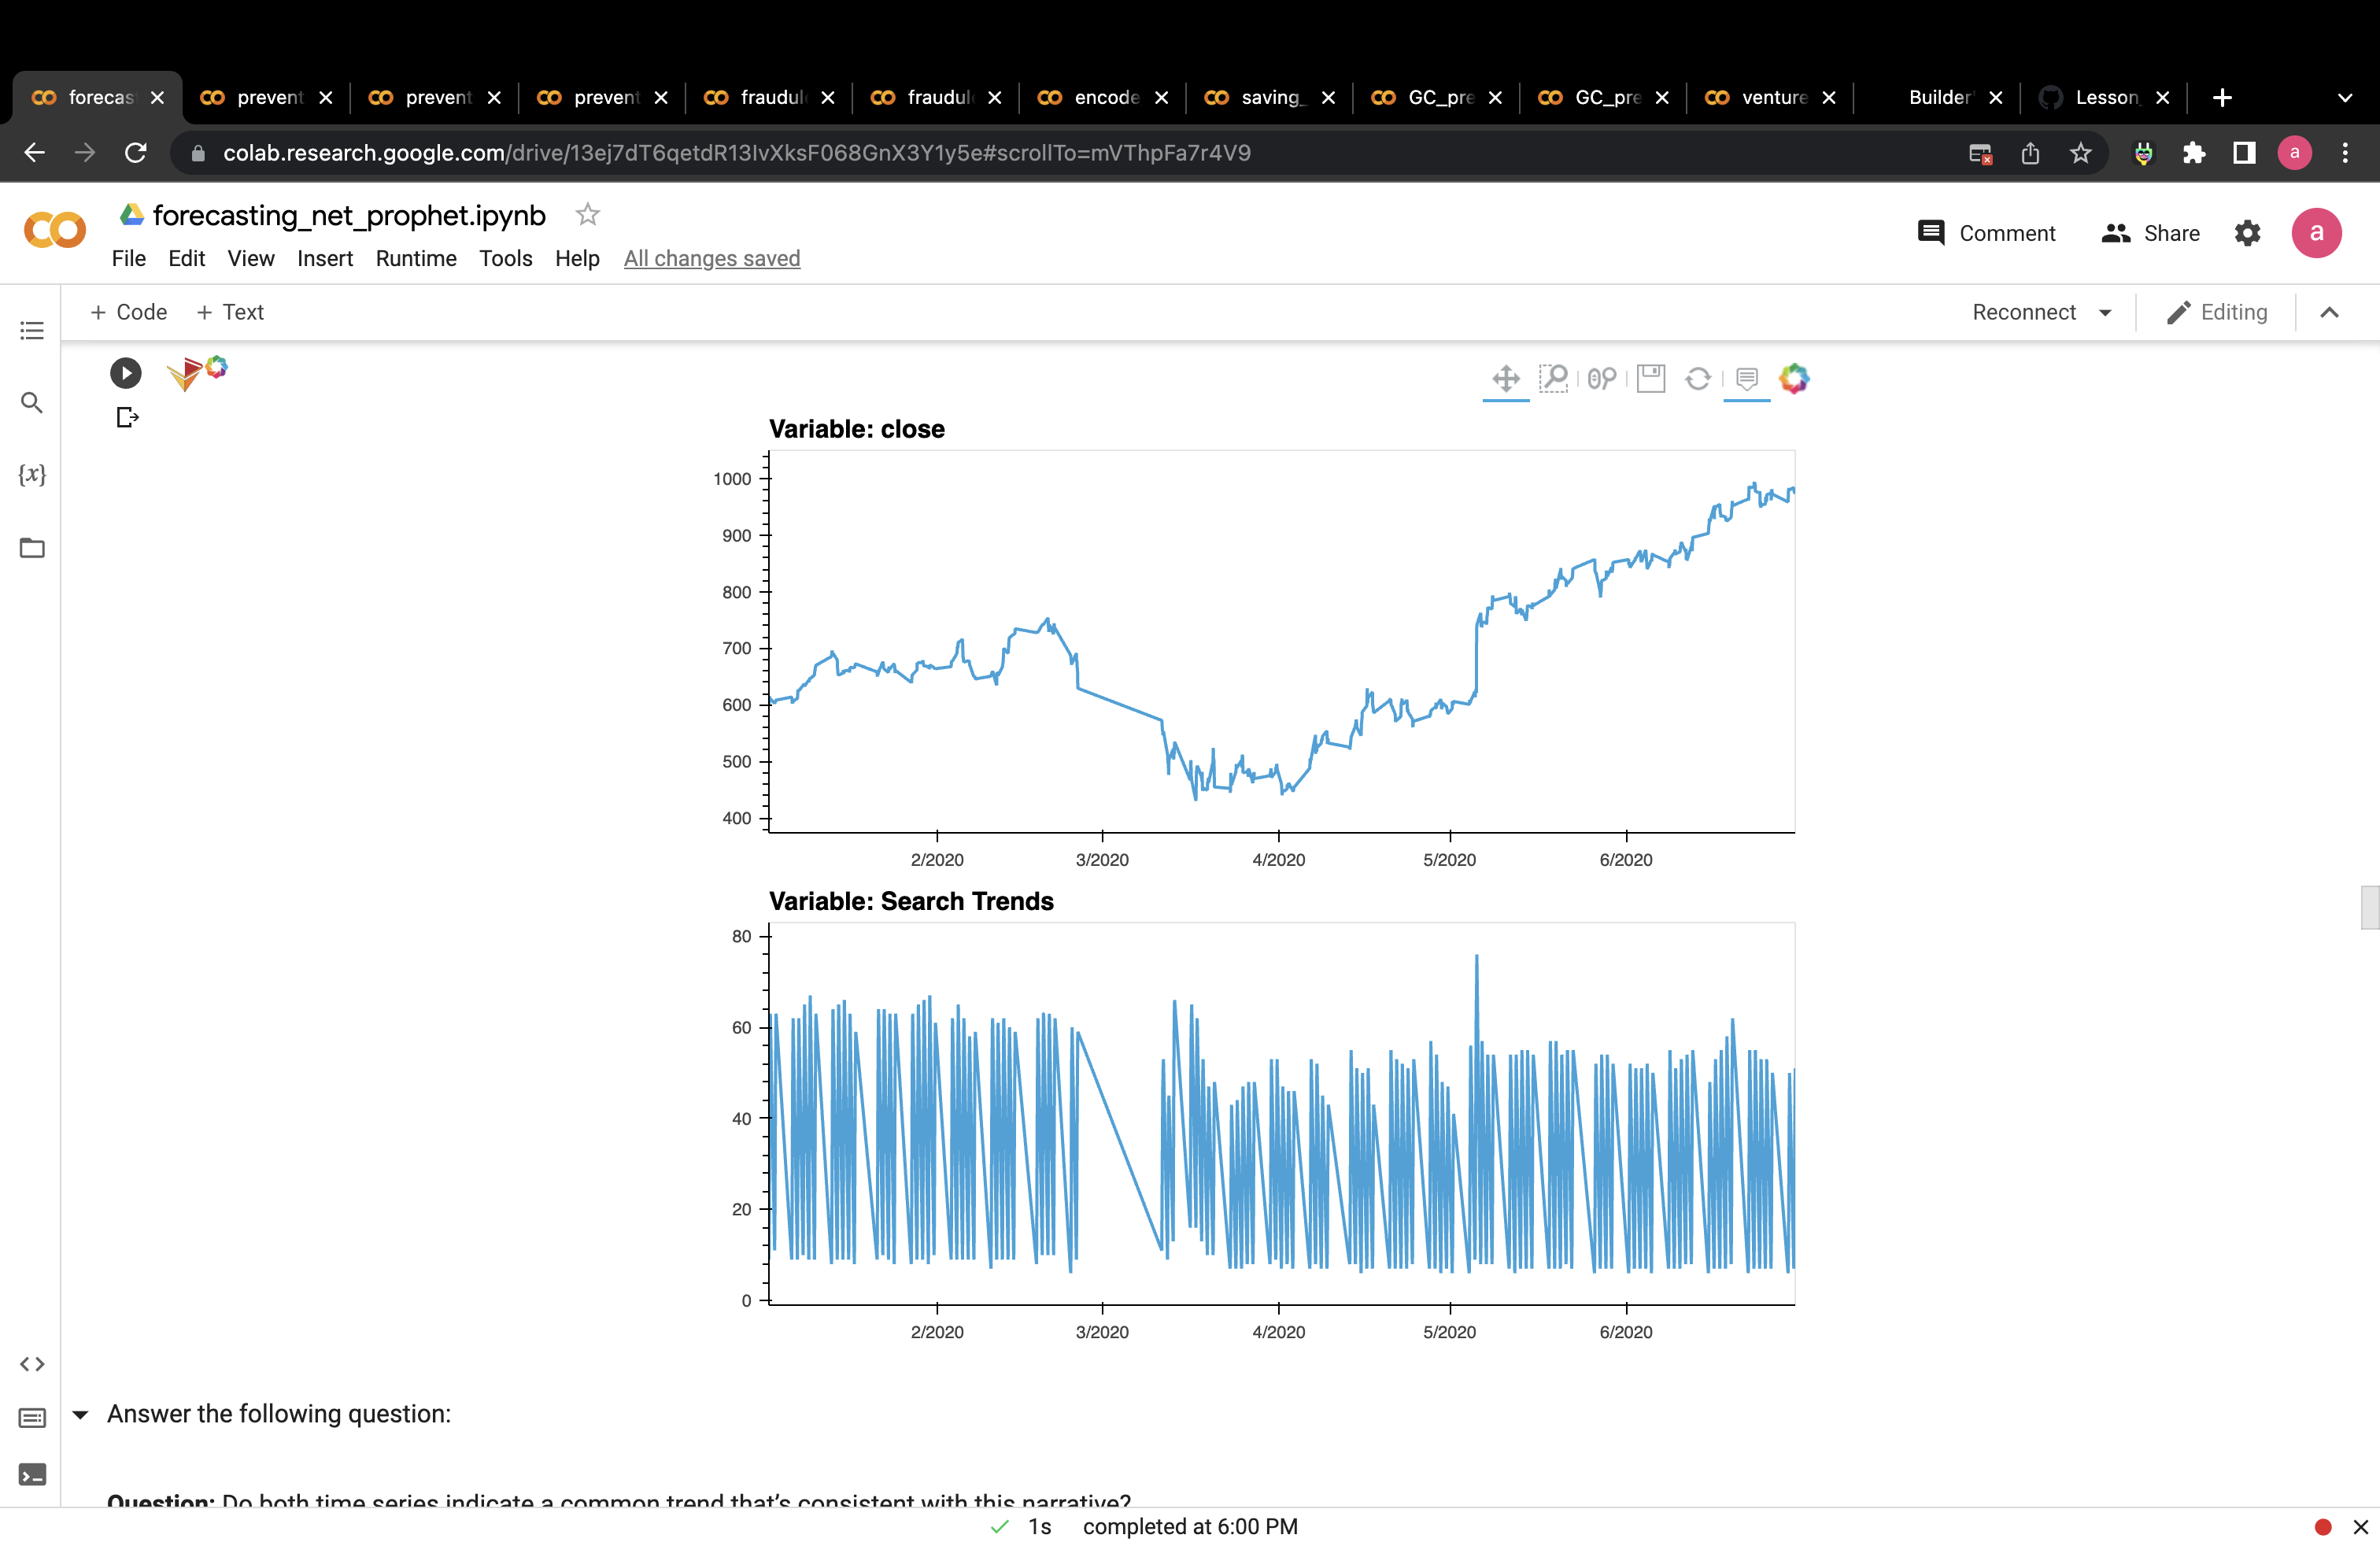 forecas prevent prevent prevent fraudul fraudul encode saving_ GC_pre GC_pre venture Builder' Lesson_
colab.research.google.com/drive/13ej7dT6qetdR13IvXksF068GnX3Y1y5e#scrollTo=mVThpFa7r4V9 a
forecasting_net_prophet.ipynb
Comment Share a
File Edit View Insert Runtime Tools Help All changes saved
+ Code + Text Reconnect Editing
Variable: close
1000
900
800
700
600
500
400
2/2020 3/2020 4/2020 5/2020 6/2020
{x}
Variable: Search Trends
80
60
40
20
0
2/2020 3/2020 4/2020 5/2020 6/2020
Answer the following question:
Question: Do both time series indicate a common trend that's consistent with this narrative?
1s completed at 6:00 PM